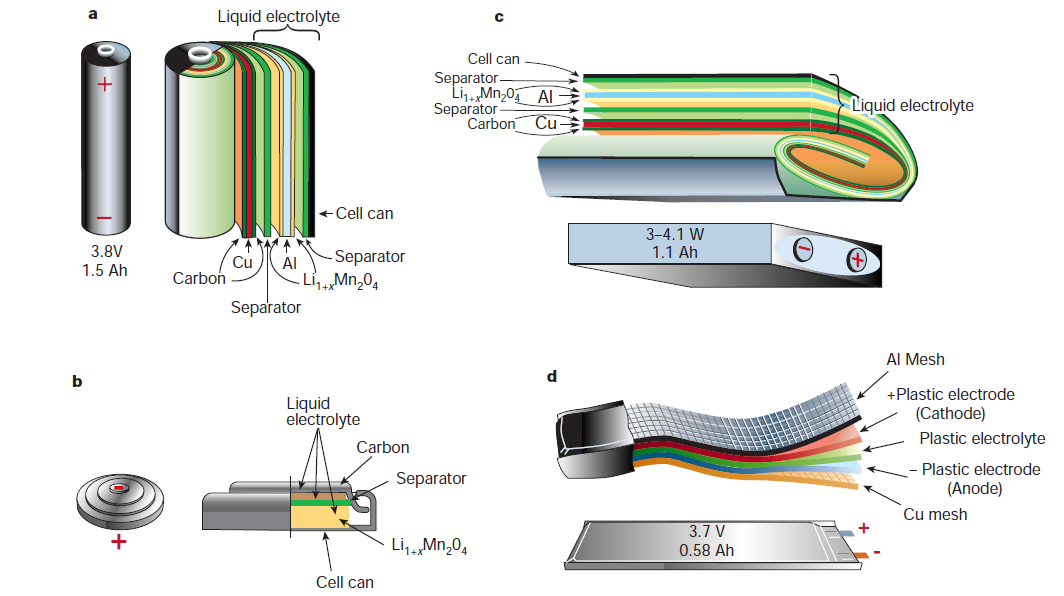 a
Liquid electrolyte
+
−
3.8V
1.5 Ah
Cell can
Separator
Cu
Al
Carbon
Li1+xMn2O4
Separator
c
Cell can
Separator
Li1+xMn2O4
Al
Separator
Carbon
Cu
Liquid electrolyte
3–4.1 W
1.1 Ah
−
+
b
Liquid
electrolyte
Carbon
Separator
Li1+xMn2O4
Cell can
-
+
d
Al Mesh
+Plastic electrode
(Cathode)
Plastic electrolyte
– Plastic electrode
(Anode)
Cu mesh
3.7 V
0.58 Ah
+
-